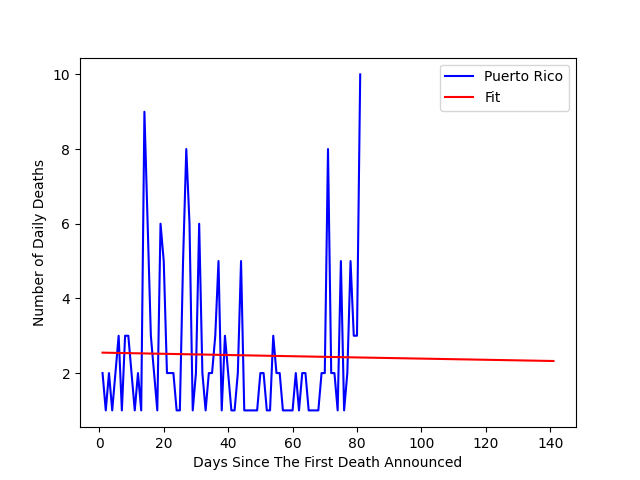 Puerto Rico
Fit
10
8
6
4
2
Number of Daily Deaths
0 20 40 60 80 100 120 140
Days Since The First Death Announced